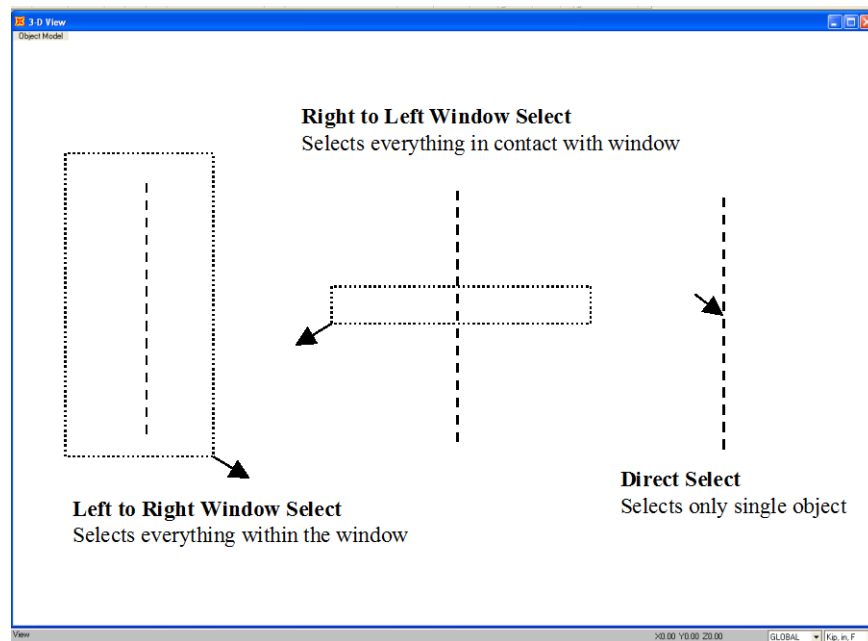 3-D View
Object Model
Right to Left Window Select
Selects everything in contact with window
Left to Right Window Select
Selects everything within the window
Direct Select
Selects only single object
View
X0.00 Y0.00 Z0.00
GLOBAL
Kip, in, F